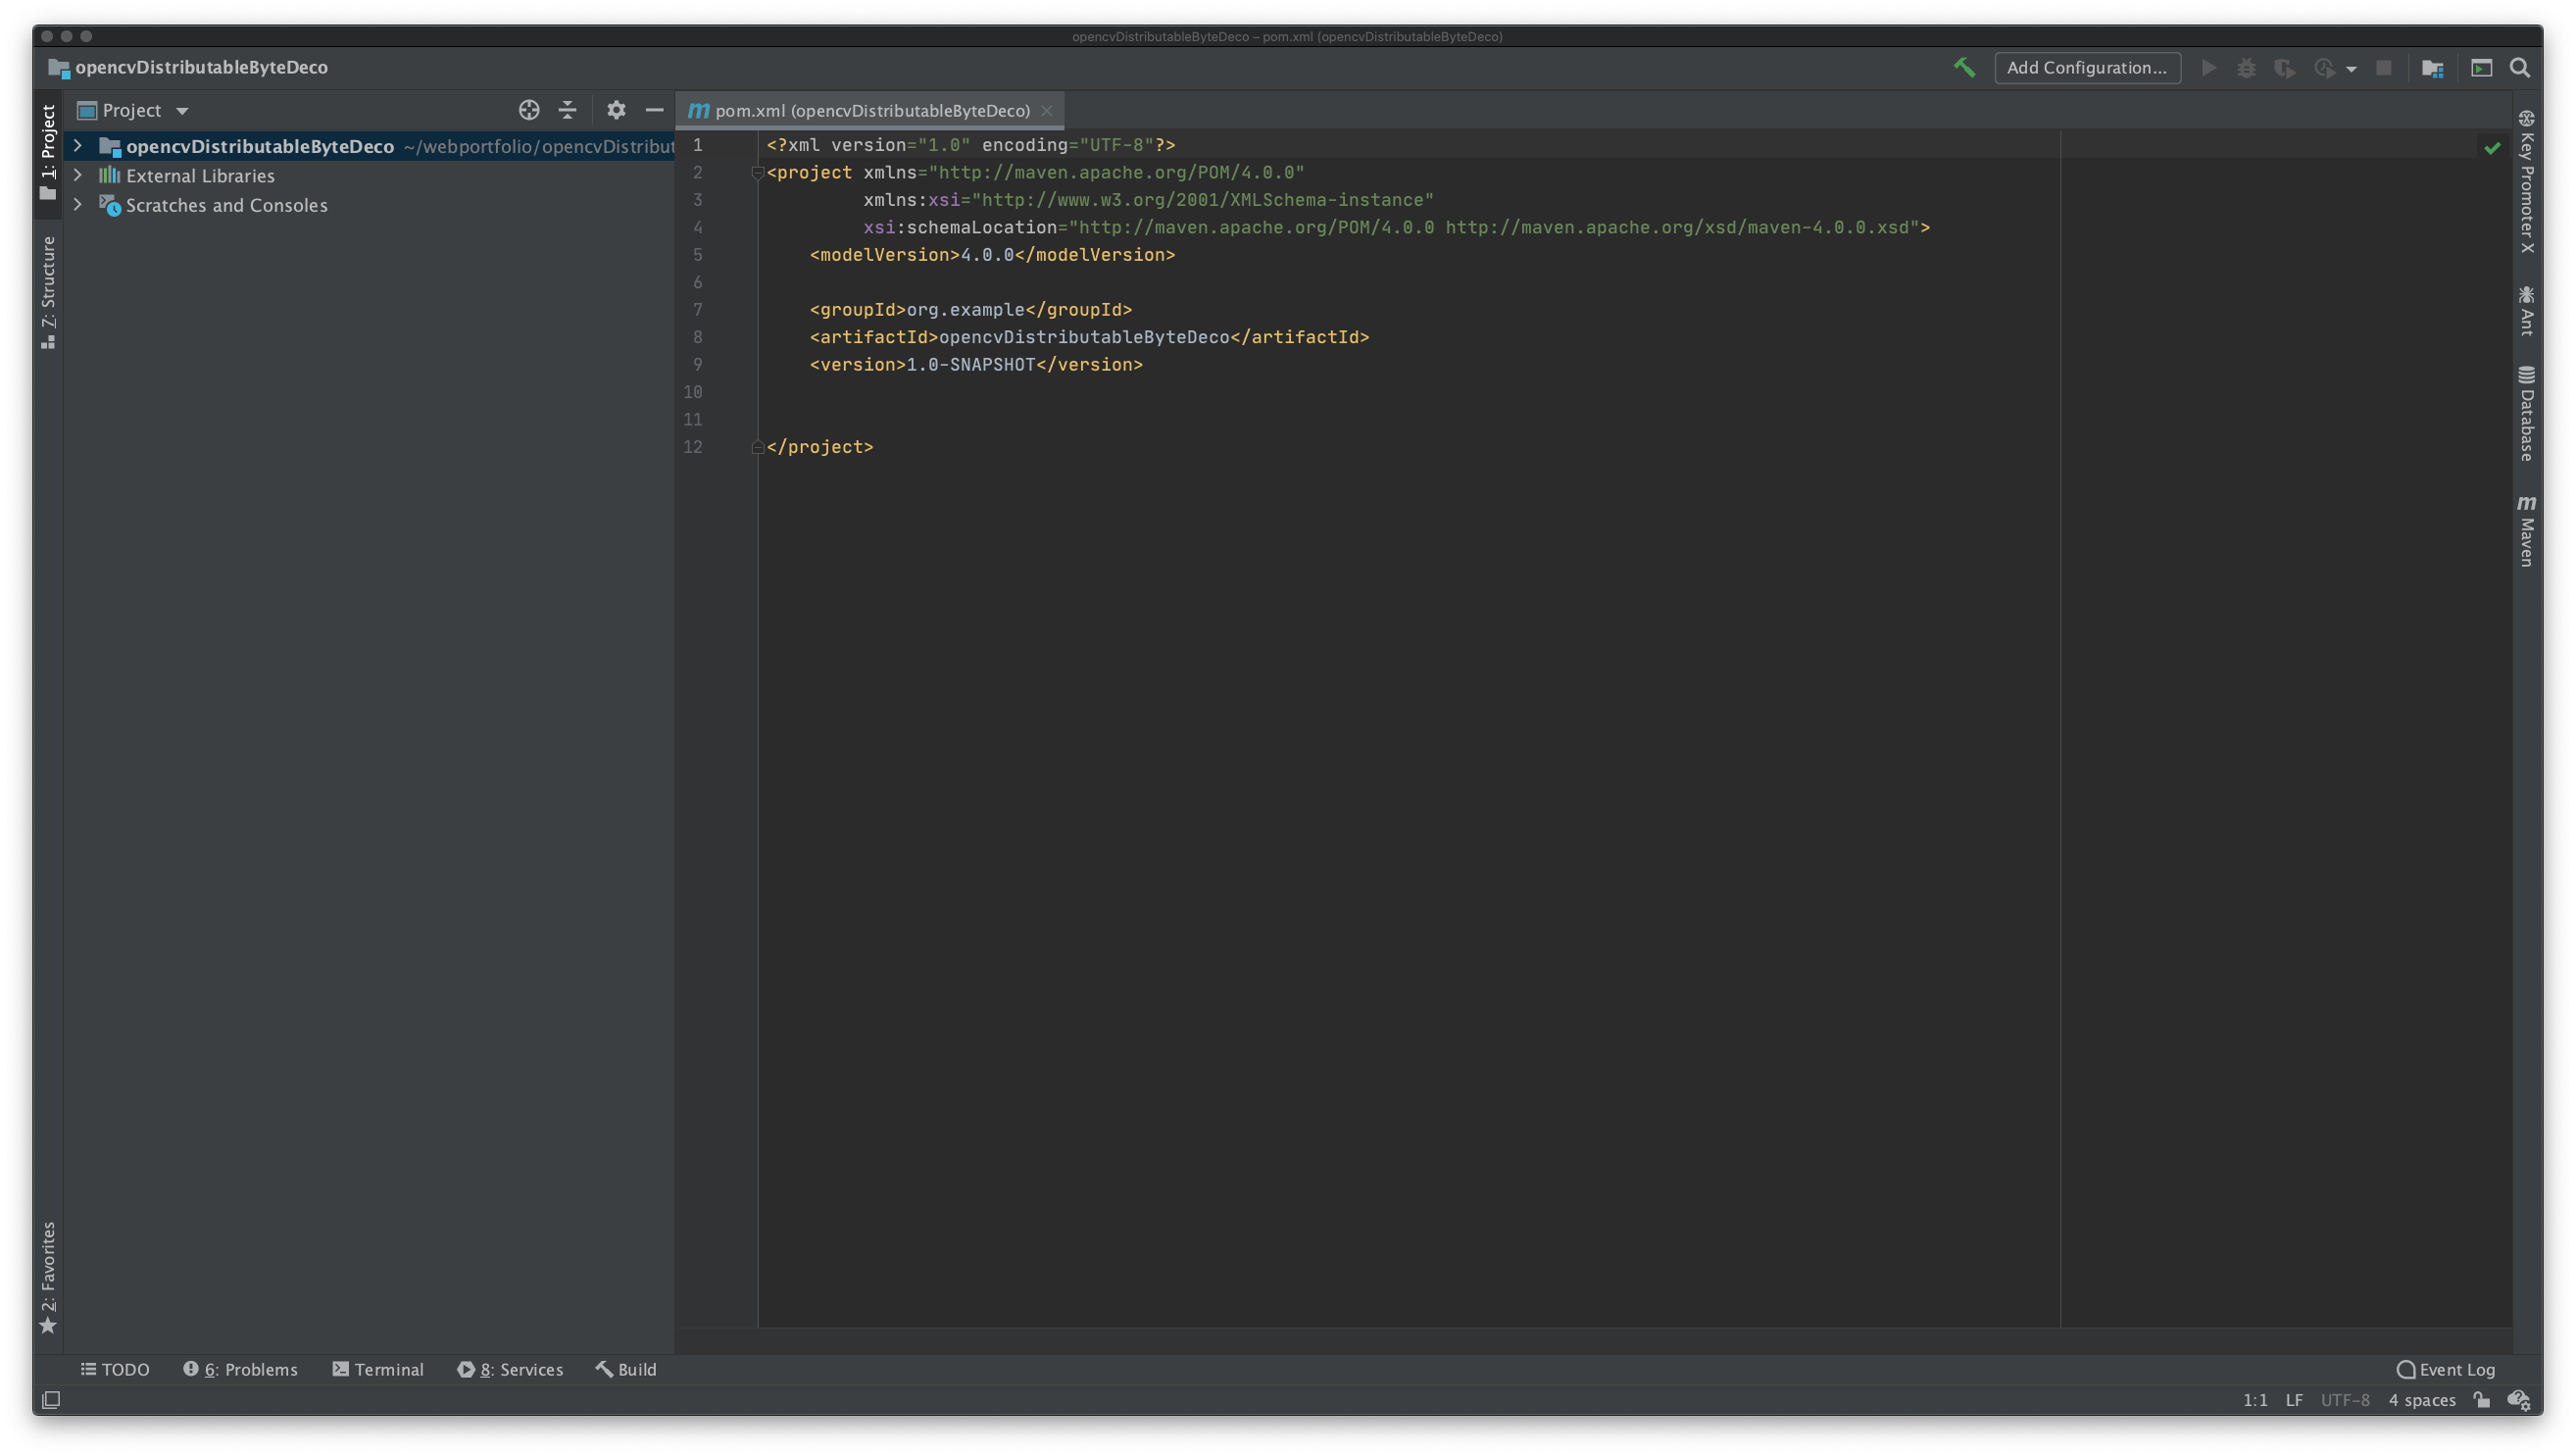 opencvDistributableByteDeco – pom.xml (opencvDistributableByteDeco)
opencvDistributableByteDeco
Add Configuration...
1: Project
Z: Structure
2: Favorites
Project
opencvDistributableByteDeco ~/webportfolio/opencvDistribut
External Libraries
Scratches and Consoles
m pom.xml (opencvDistributableByteDeco)
1 <?xml version="1.0" encoding="UTF-8"?>
2 <project xmlns="http://maven.apache.org/POM/4.0.0"
3 xmlns:xsi="http://www.w3.org/2001/XMLSchema-instance"
4 xsi:schemaLocation="http://maven.apache.org/POM/4.0.0 http://maven.apache.org/xsd/maven-4.0.0.xsd">
5 <modelVersion>4.0.0</modelVersion>
6
7 <groupId>org.example</groupId>
8 <artifactId>opencvDistributableByteDeco</artifactId>
9 <version>1.0-SNAPSHOT</version>
10
11
12 </project>
Key Promoter X
Ant
Database
m Maven
TODO 6: Problems Terminal 8: Services Build Event Log
1:1 LF UTF-8 4 spaces